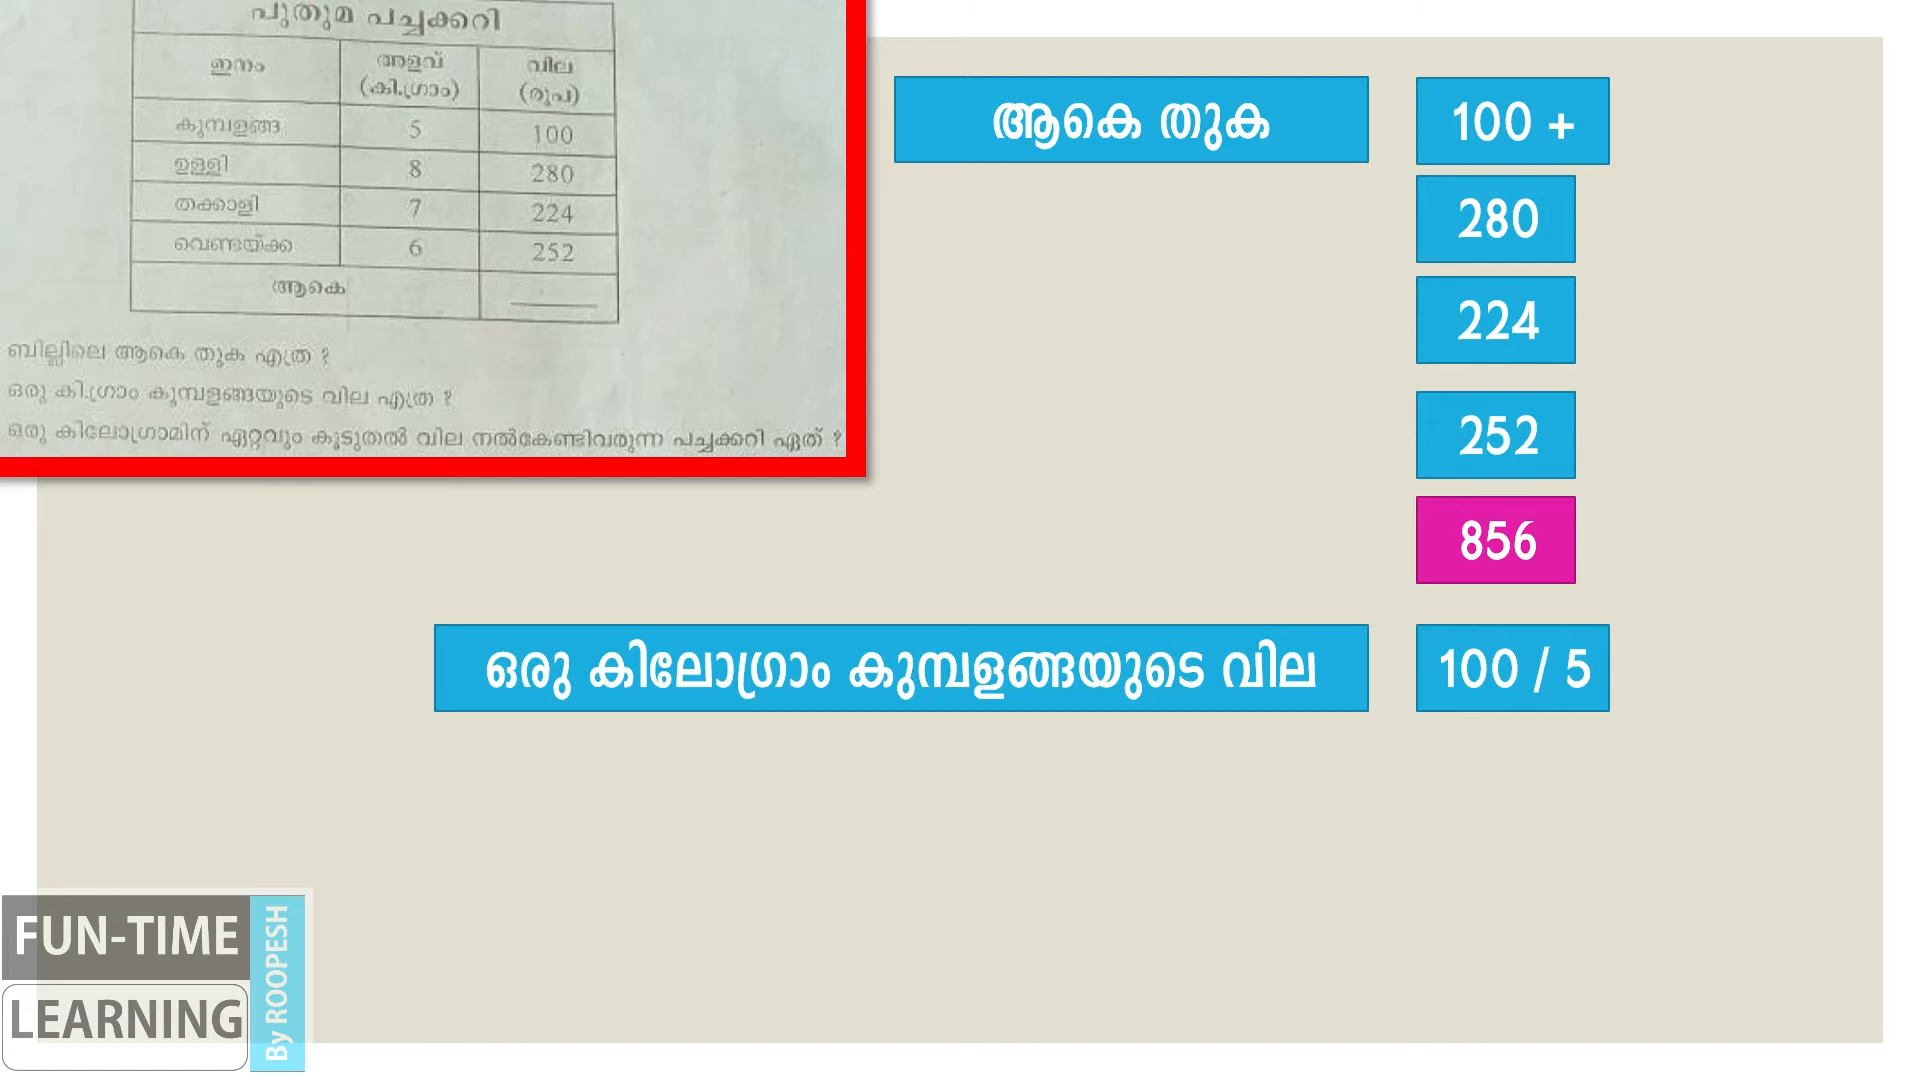 പുതുമ പച്ചക്കറി
ഇനം അളവ് (കി.ഗ്രാം) വില (രൂപ)
കുമ്പളങ്ങ 5 100
ഉള്ളി 8 280
തക്കാളി 7 224
വെണ്ടയ്ക്ക 6 252
ആകെ
ബില്ലിലെ ആകെ തുക എത്ര ?
ഒരു കി.ഗ്രാം കുമ്പളങ്ങയുടെ വില എത്ര ?
ഒരു കിലോഗ്രാമിന് ഏറ്റവും കൂടുതൽ വില നൽകേണ്ടിവരുന്ന പച്ചക്കറി ഏത് ?
ആകെ തുക 100 +
280
224
252
856
ഒരു കിലോഗ്രാം കുമ്പളങ്ങയുടെ വില 100 / 5
FUN-TIME
LEARNING
By ROOPESH